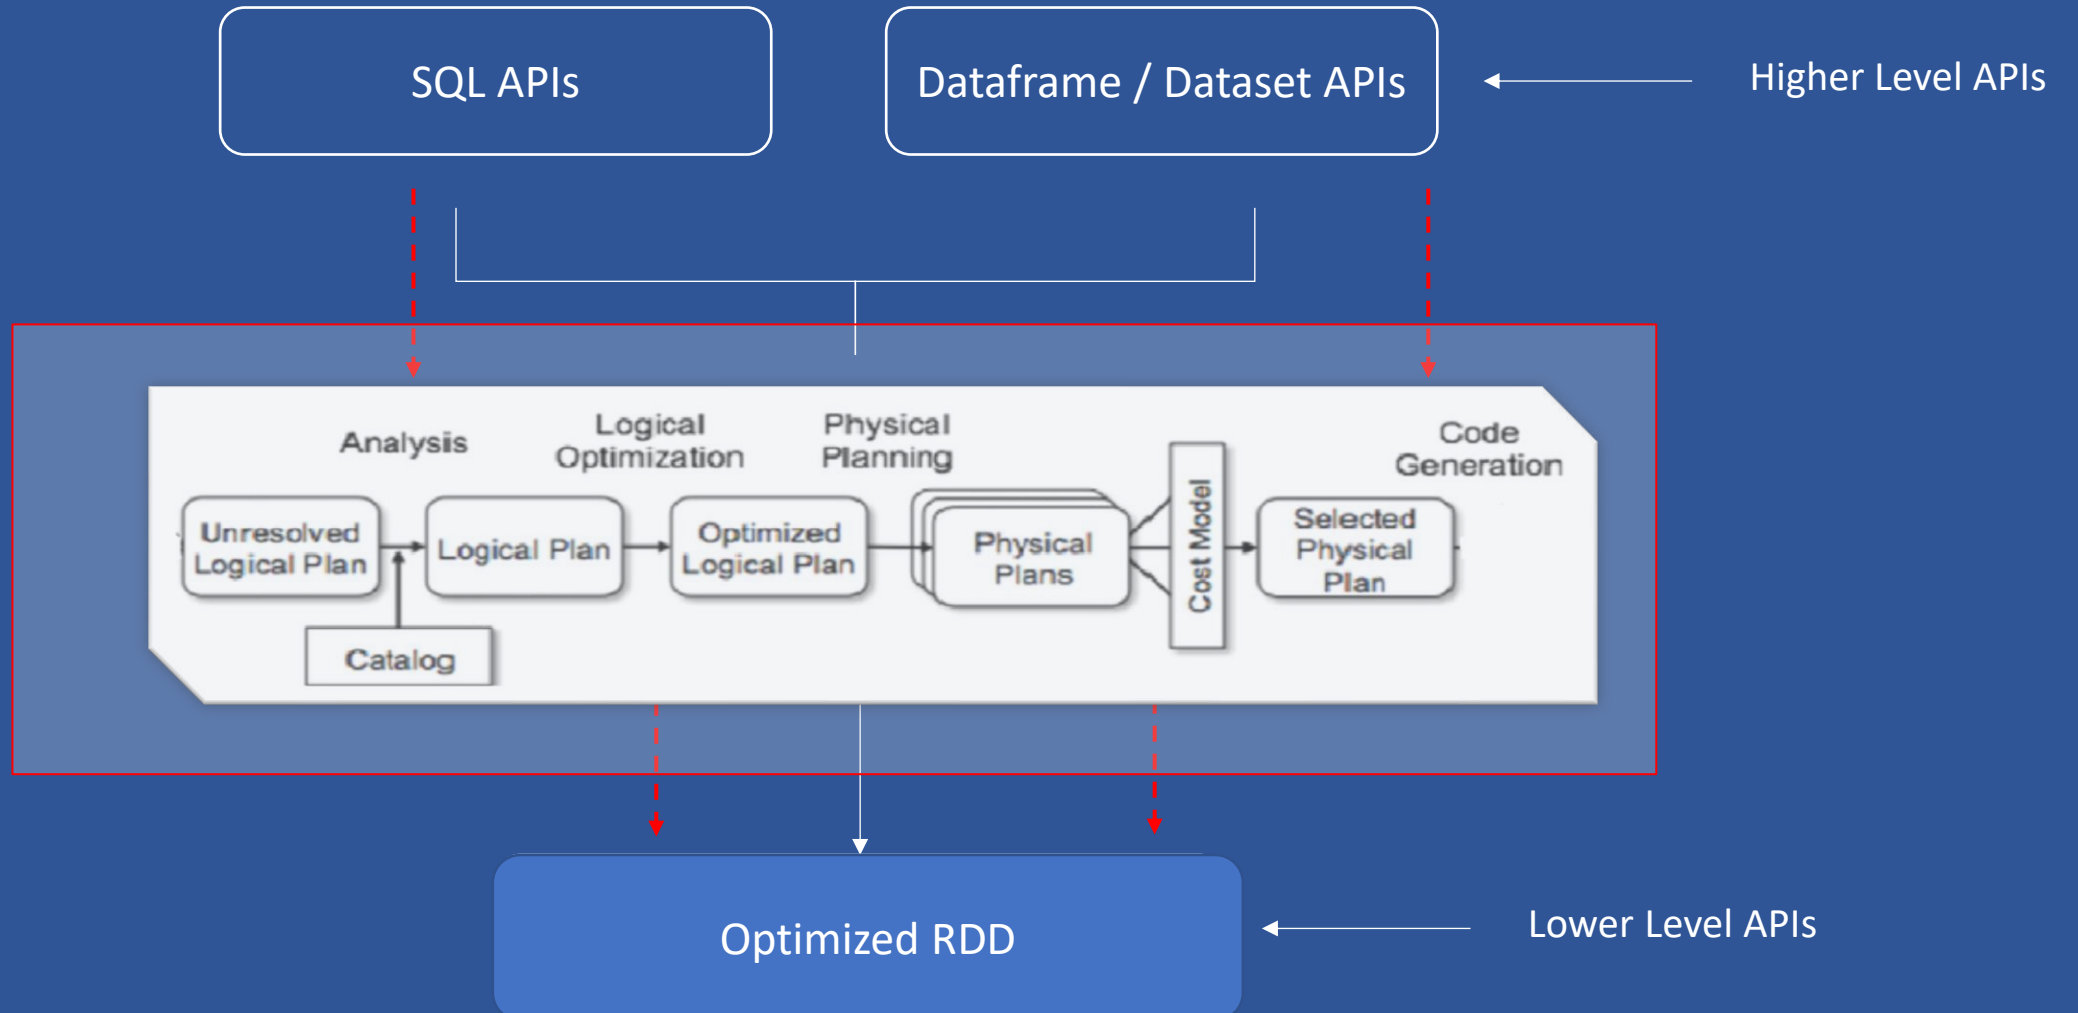 SQL APIs
Dataframe / Dataset APIs
Higher Level APIs
Analysis
Logical
Optimization
Physical
Planning
Code
Generation
Unresolved
Logical Plan
Logical Plan
Optimized
Logical Plan
Physical
Plans
Cost Model
Selected
Physical
Plan
Catalog
Optimized RDD
Lower Level APIs